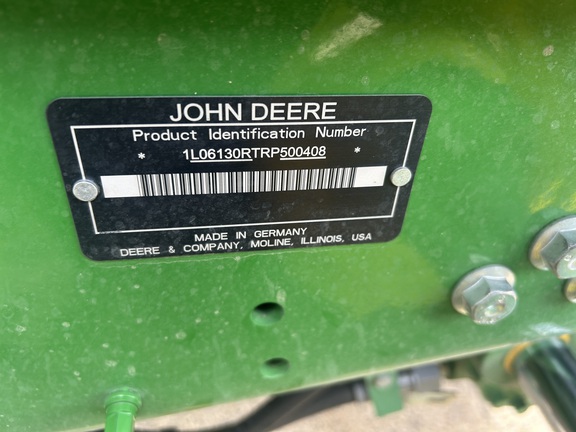 JOHN DEERE
Product Identification Number
* 1L06130RTRP500408 *
MADE IN GERMANY
DEERE & COMPANY, MOLINE, ILLINOIS, USA